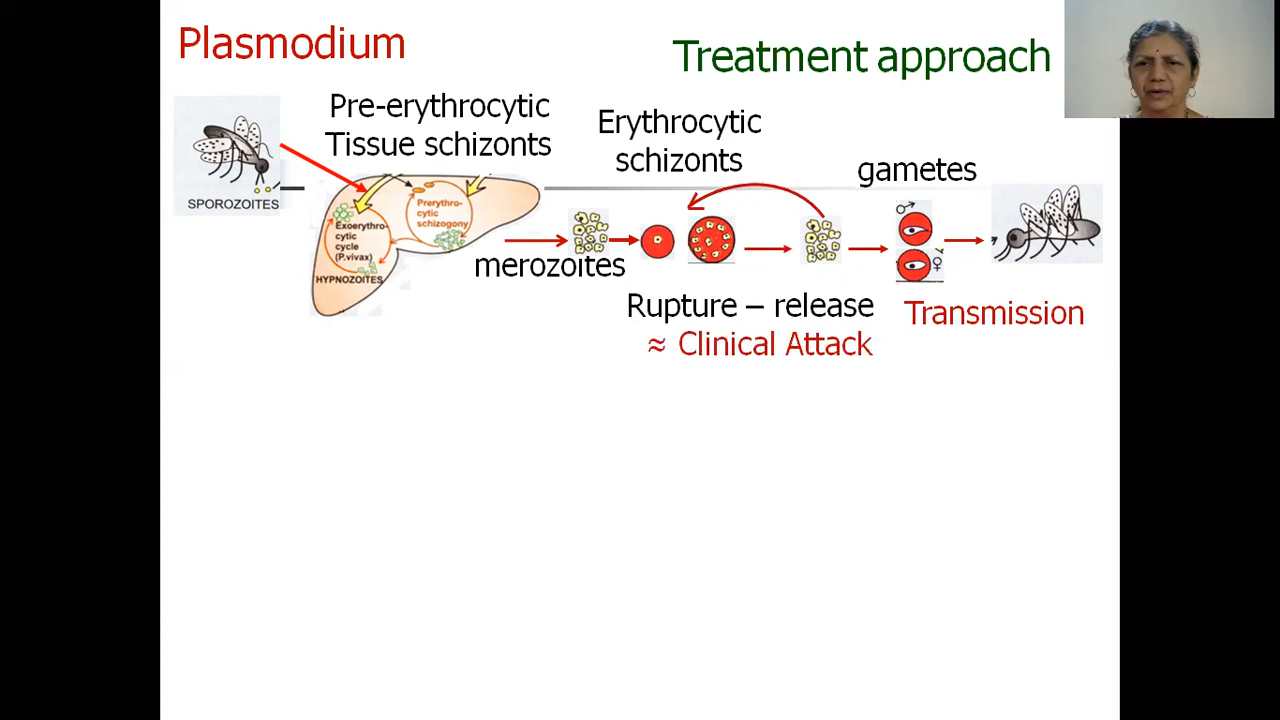 Plasmodium
Treatment approach
Pre-erythrocytic
Tissue schizonts
Erythrocytic
schizonts
gametes
SPOROZOITES
Prerythro-
cytic
schizogony
Exoerythro-
cytic
cycle
(P.vivax)
HYPNOZOITES
merozoites
Rupture – release
≈ Clinical Attack
♂
♀
Transmission